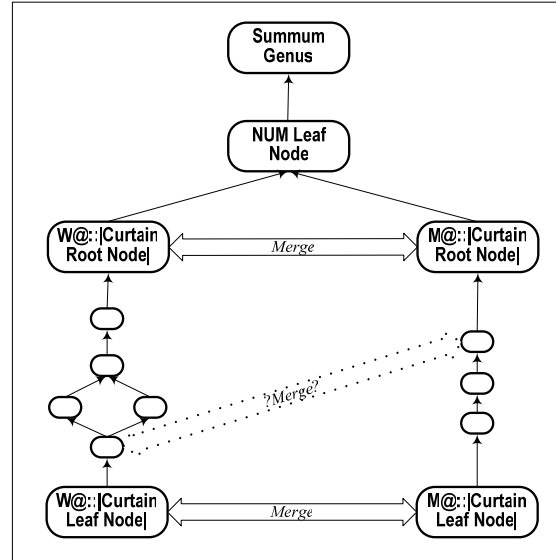 Summum
Genus
NUM Leaf
Node
W@::|Curtain
Root Node|
Merge
M@::|Curtain
Root Node|
?Merge?
W@::|Curtain
Leaf Node|
Merge
M@::|Curtain
Leaf Node|